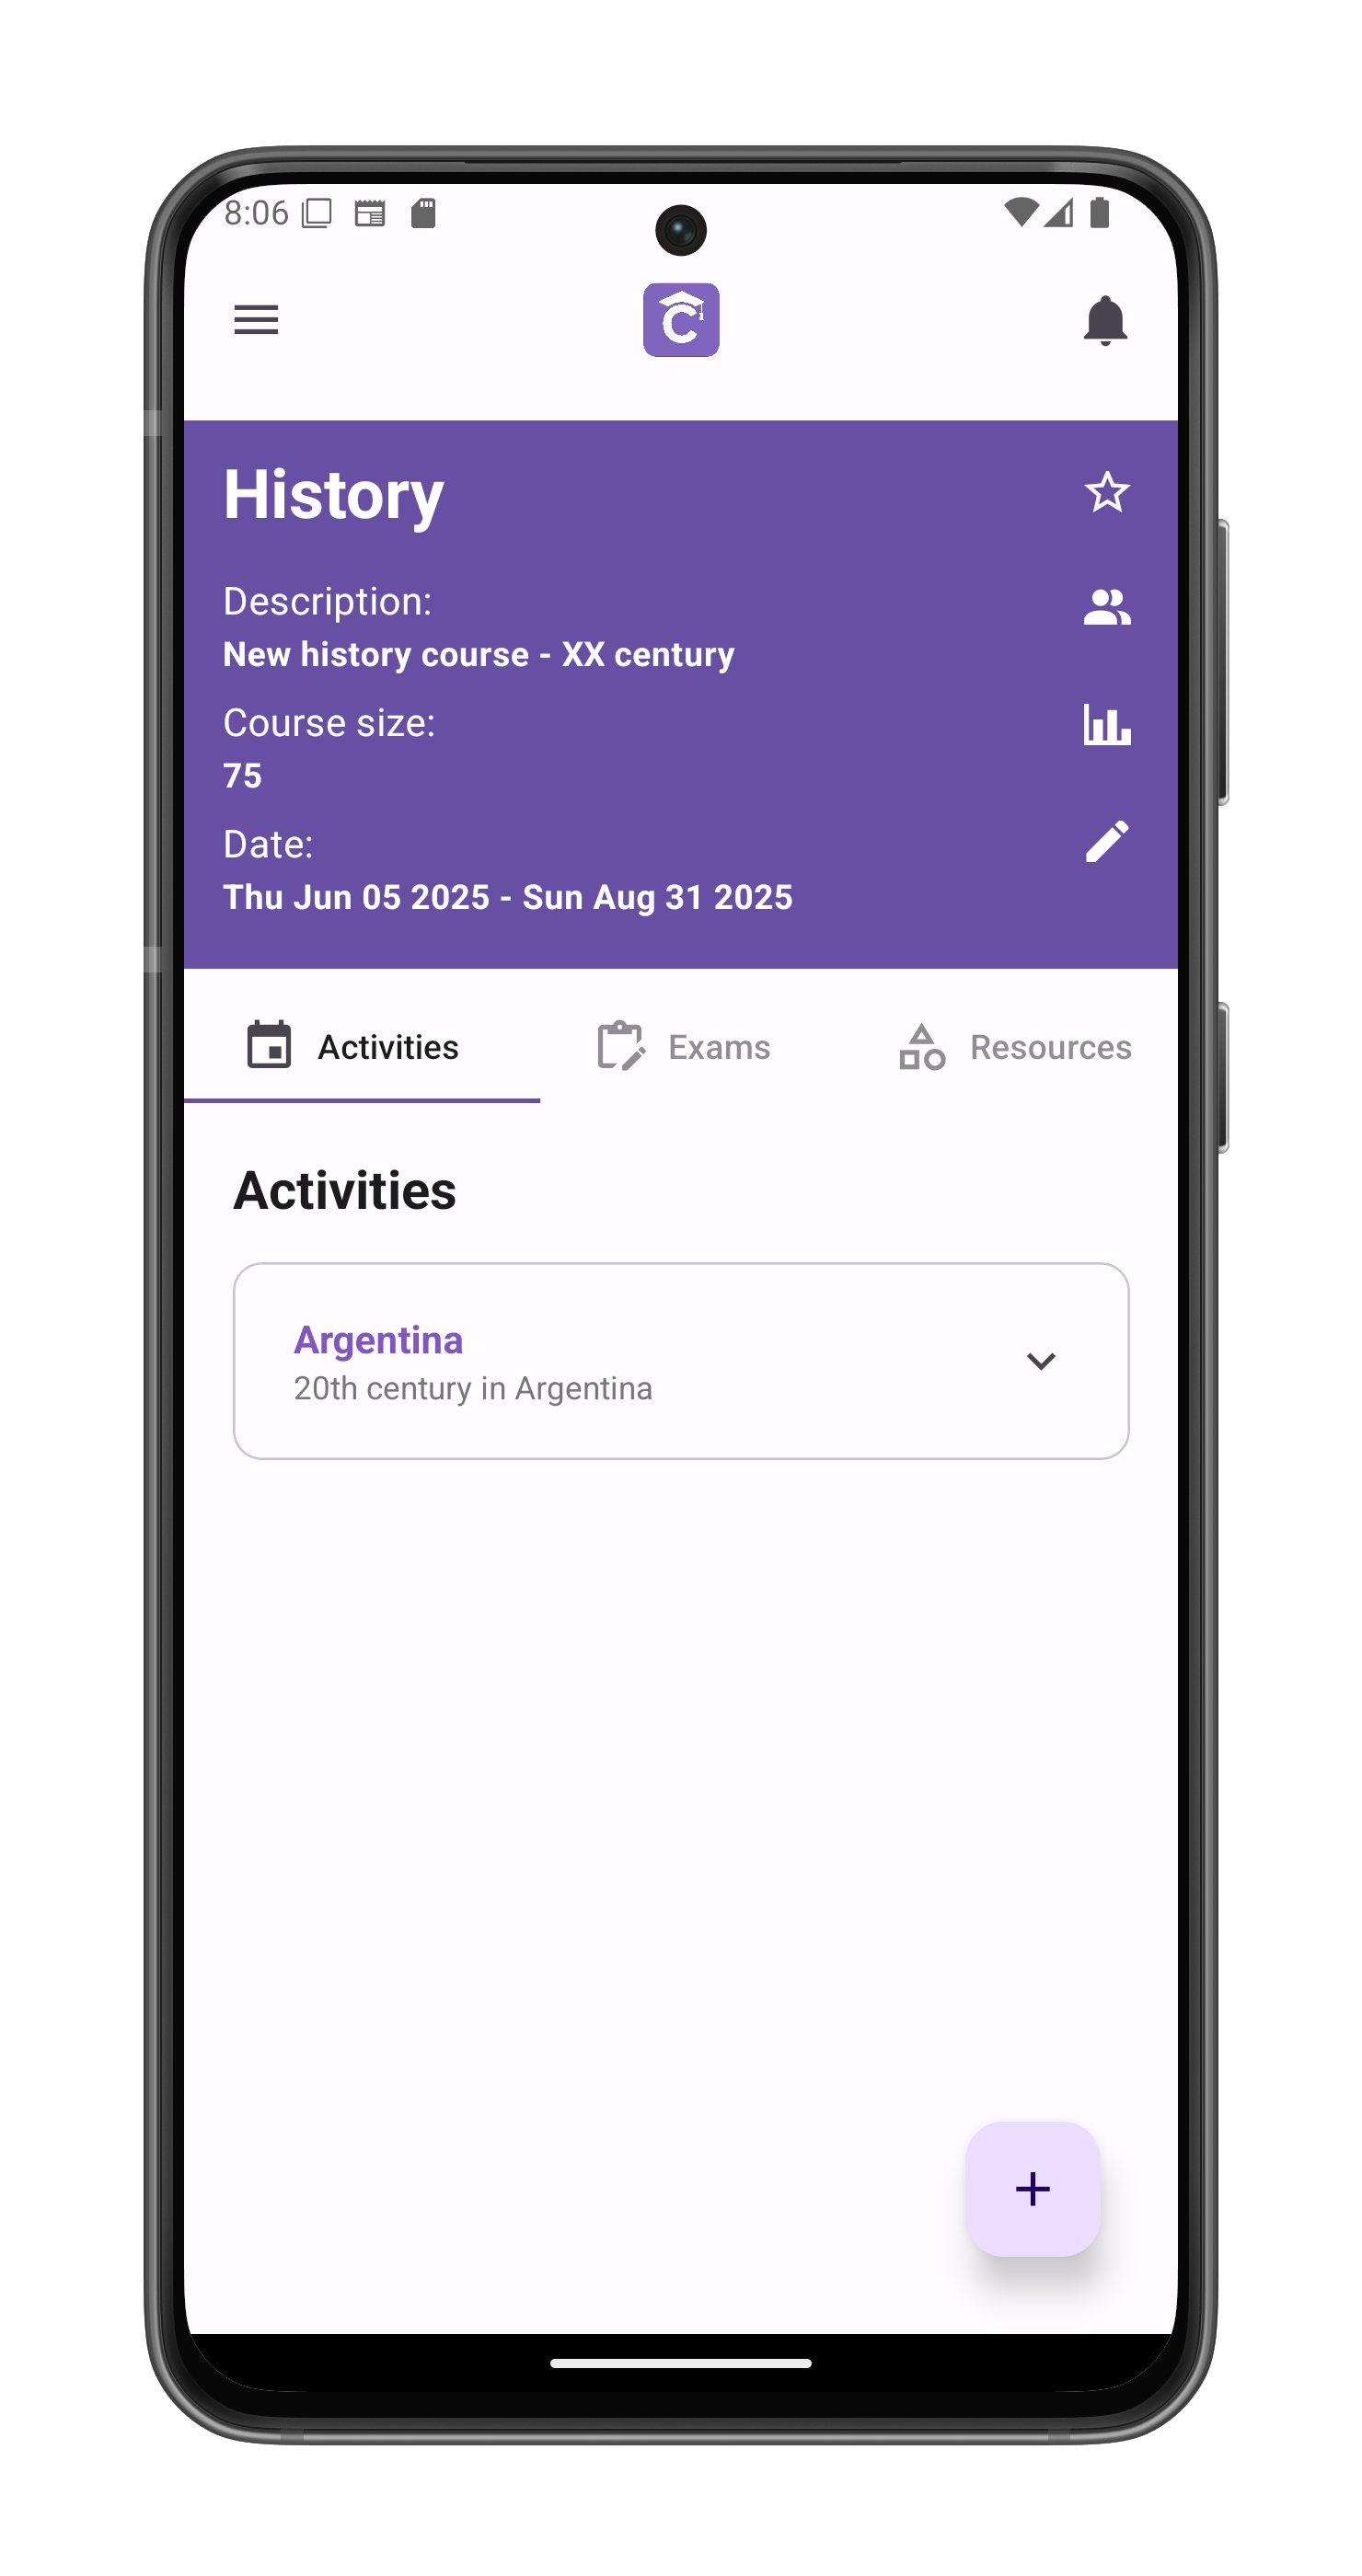 8:06
C
History
Description:
New history course - XX century
Course size:
75
Date:
Thu Jun 05 2025 - Sun Aug 31 2025
Activities
Exams
Resources
Activities
Argentina
20th century in Argentina